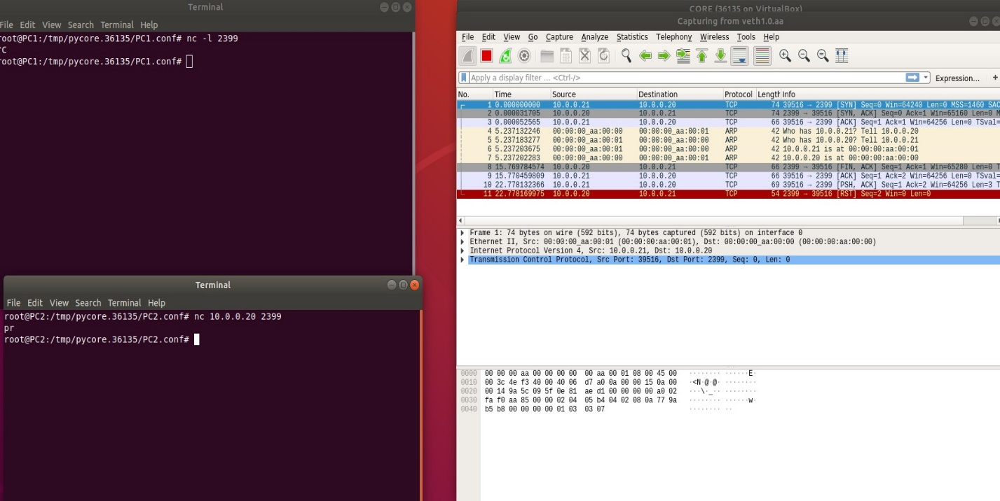 Terminal
File Edit View Search Terminal Help
root@PC1:/tmp/pycore.36135/PC1.conf# nc -l 2399
^C
root@PC1:/tmp/pycore.36135/PC1.conf#
Terminal
File Edit View Search Terminal Help
root@PC2:/tmp/pycore.36135/PC2.conf# nc 10.0.0.20 2399
pr
root@PC2:/tmp/pycore.36135/PC2.conf#
CORE (36135 on VirtualBox)
Capturing from veth1.0.aa
File Edit View Go Capture Analyze Statistics Telephony Wireless Tools Help
Apply a display filter ... <Ctrl-/> Expression... +
No. Time Source Destination Protocol Length Info
1 0.000000000 10.0.0.21 10.0.0.20 TCP 74 39516 → 2399 [SYN] Seq=0 Win=64240 Len=0 MSS=1460 SAC
2 0.000031705 10.0.0.20 10.0.0.21 TCP 74 2399 → 39516 [SYN, ACK] Seq=0 Ack=1 Win=65160 Len=0 M
3 0.000052565 10.0.0.21 10.0.0.20 TCP 66 39516 → 2399 [ACK] Seq=1 Ack=1 Win=64256 Len=0 TSval=
4 5.237132246 00:00:00_aa:00:00 00:00:00_aa:00:01 ARP 42 Who has 10.0.0.21? Tell 10.0.0.20
5 5.237183277 00:00:00_aa:00:01 00:00:00_aa:00:00 ARP 42 Who has 10.0.0.20? Tell 10.0.0.21
6 5.237203675 00:00:00_aa:00:01 00:00:00_aa:00:00 ARP 42 10.0.0.21 is at 00:00:00:aa:00:01
7 5.237202283 00:00:00_aa:00:00 00:00:00_aa:00:01 ARP 42 10.0.0.20 is at 00:00:00:aa:00:00
8 15.769784574 10.0.0.20 10.0.0.21 TCP 66 2399 → 39516 [FIN, ACK] Seq=1 Ack=1 Win=65280 Len=0 T
9 15.770459809 10.0.0.21 10.0.0.20 TCP 66 39516 → 2399 [ACK] Seq=1 Ack=2 Win=64256 Len=0 TSval=
10 22.778132366 10.0.0.21 10.0.0.20 TCP 69 39516 → 2399 [PSH, ACK] Seq=1 Ack=2 Win=64256 Len=3 T
11 22.778169975 10.0.0.20 10.0.0.21 TCP 54 2399 → 39516 [RST] Seq=2 Win=0 Len=0
Frame 1: 74 bytes on wire (592 bits), 74 bytes captured (592 bits) on interface 0
Ethernet II, Src: 00:00:00_aa:00:01 (00:00:00:aa:00:01), Dst: 00:00:00_aa:00:00 (00:00:00:aa:00:00)
Internet Protocol Version 4, Src: 10.0.0.21, Dst: 10.0.0.20
Transmission Control Protocol, Src Port: 39516, Dst Port: 2399, Seq: 0, Len: 0
0000 00 00 00 aa 00 00 00 00 00 aa 00 01 08 00 45 00 ········ ······E·
0010 00 3c 4e f3 40 00 40 06 d7 a0 0a 00 00 15 0a 00 ·<N·@·@· ········
0020 00 14 9a 5c 09 5f 0e 81 ae d1 00 00 00 00 a0 02 ···\·_·· ········
0030 fa f0 aa 85 00 00 02 04 05 b4 04 02 08 0a 77 9a ········ ······w·
0040 b5 b8 00 00 00 00 01 03 03 07 ········ ··